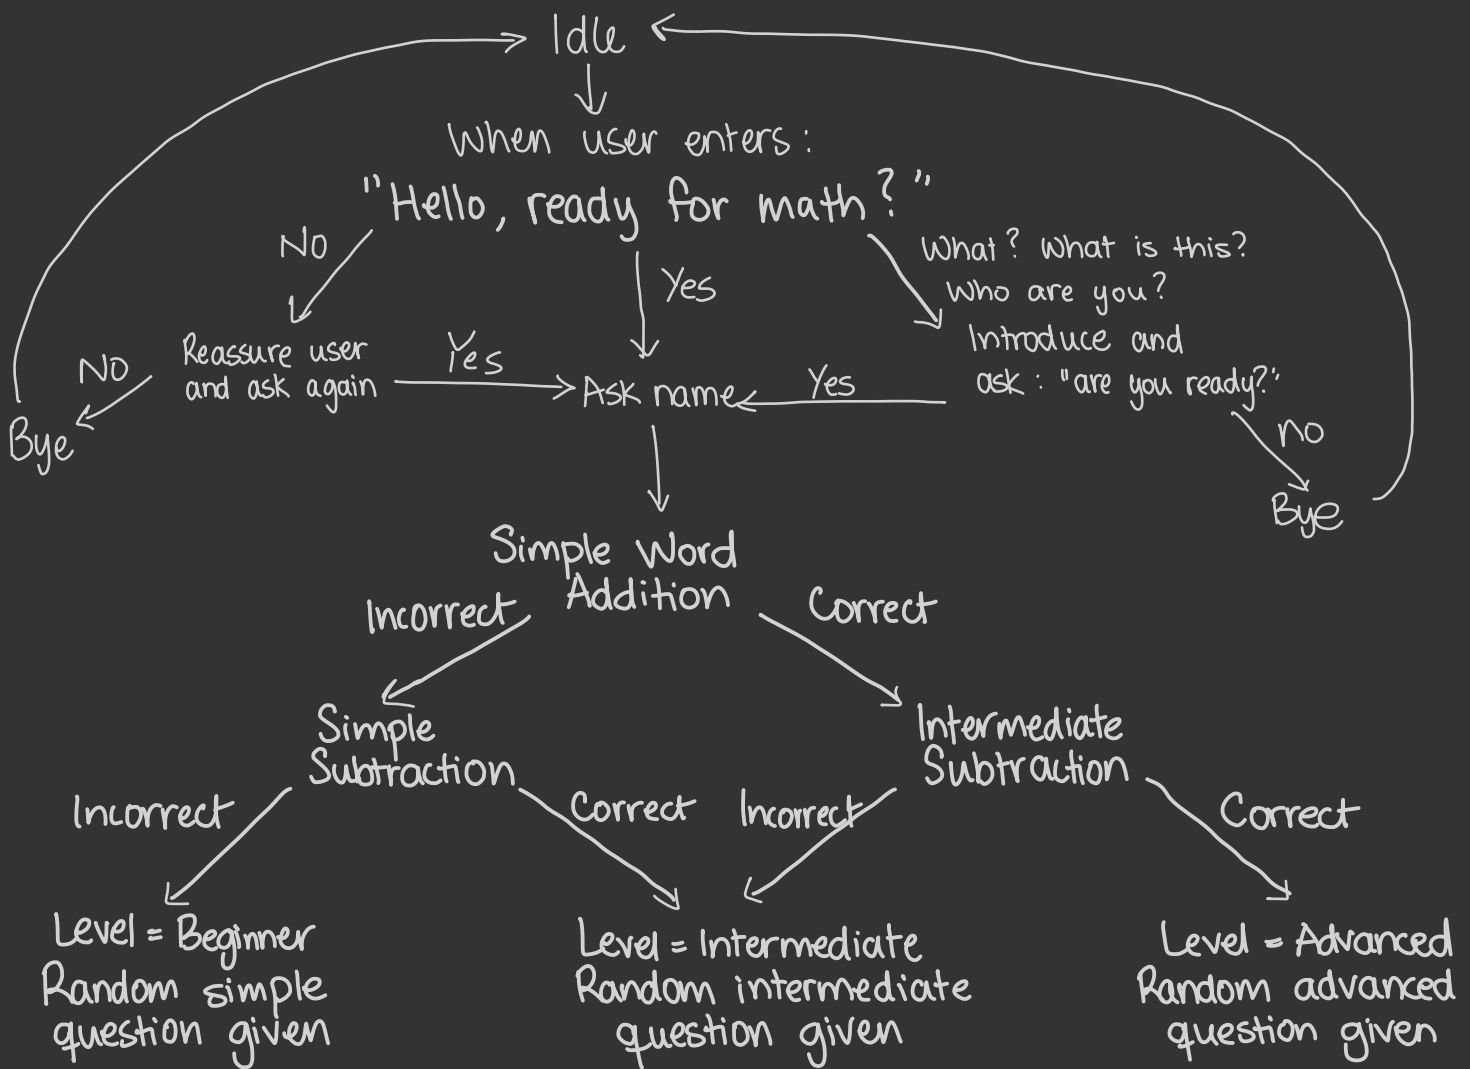 Idle
When user enters:
"Hello, ready for math?"
No
Yes
What? What is this?
Who are you?
Reassure user
and ask again
No
Bye
Yes
Ask name
Yes
Introduce and
ask: "are you ready?"
no
Bye
Simple Word
Addition
Incorrect
Correct
Simple
Subtraction
Intermediate
Subtraction
Incorrect
Correct
Incorrect
Correct
Level = Beginner
Random simple
question given
Level = Intermediate
Random intermediate
question given
Level = Advanced
Random advanced
question given